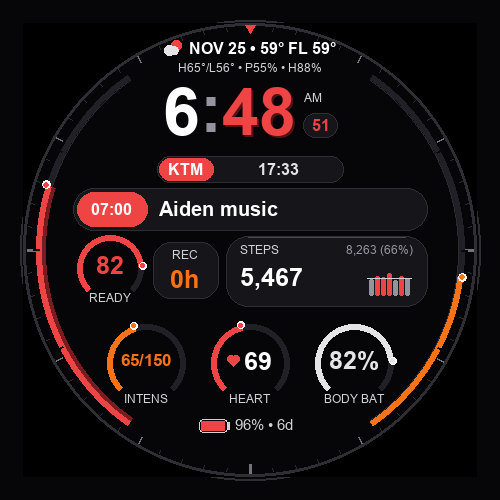 NOV 25 • 59° FL 59°
H65°/L56° • P55% • H88%
6:48 AM 51
KTM 17:33
07:00 Aiden music
82 READY
REC 0h
STEPS 8,263 (66%)
5,467
65/150 INTENS
69 HEART
82% BODY BAT
96% • 6d